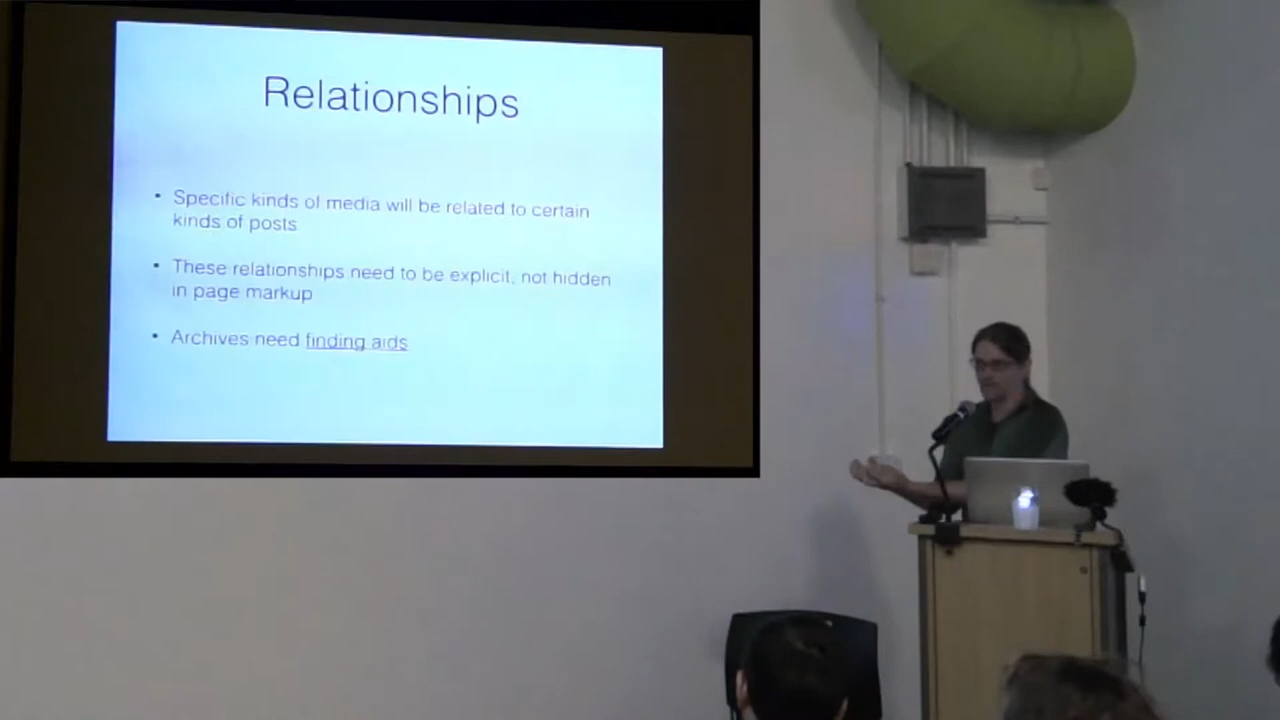 Relationships
• Specific kinds of media will be related to certain
kinds of posts
• These relationships need to be explicit, not hidden
in page markup
• Archives need finding aids